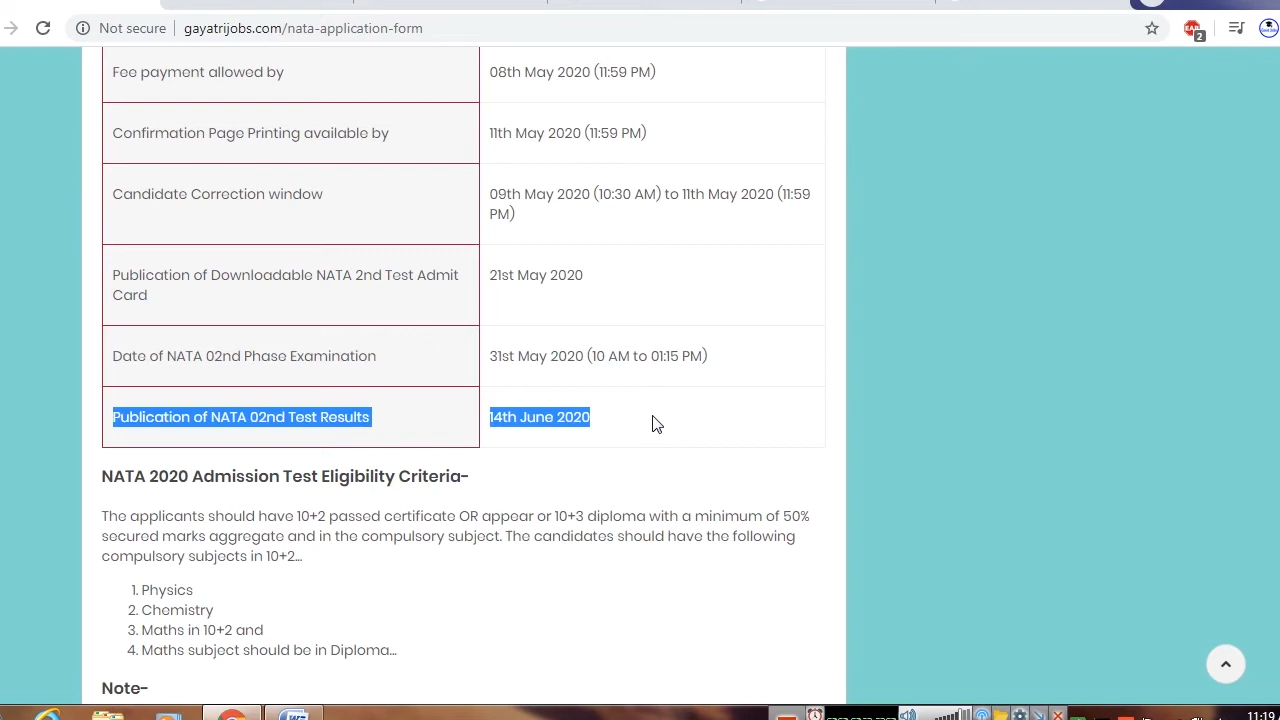 Not secure gayatrijobs.com/nata-application-form
2
Fee payment allowed by 08th May 2020 (11:59 PM)
Confirmation Page Printing available by 11th May 2020 (11:59 PM)
Candidate Correction window 09th May 2020 (10:30 AM) to 11th May 2020 (11:59
PM)
Publication of Downloadable NATA 2nd Test Admit 21st May 2020
Card
Date of NATA 02nd Phase Examination 31st May 2020 (10 AM to 01:15 PM)
Publication of NATA 02nd Test Results 14th June 2020
NATA 2020 Admission Test Eligibility Criteria-
The applicants should have 10+2 passed certificate OR appear or 10+3 diploma with a minimum of 50%
secured marks aggregate and in the compulsory subject. The candidates should have the following
compulsory subjects in 10+2...
1. Physics
2. Chemistry
3. Maths in 10+2 and
4. Maths subject should be in Diploma...
Note-
11:19